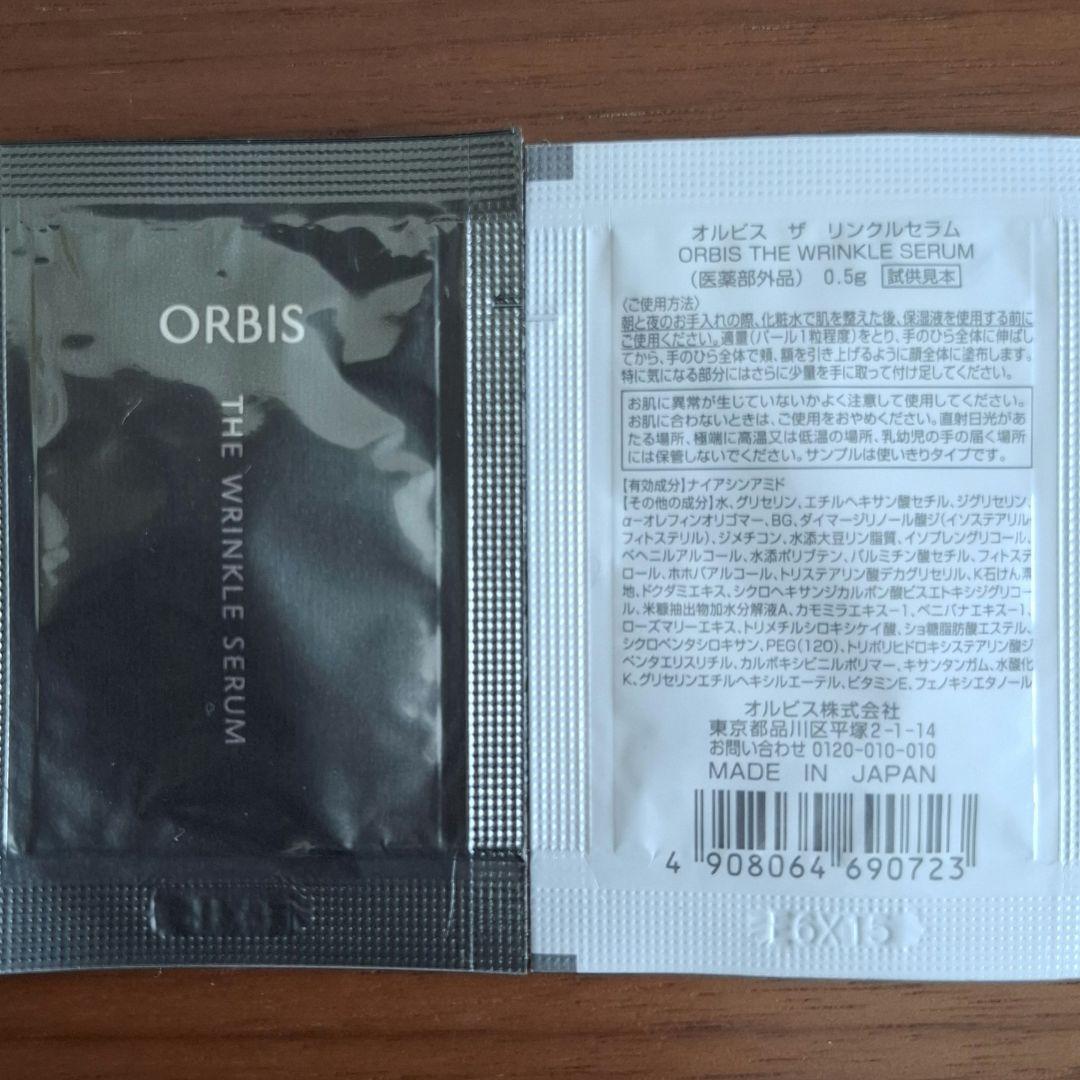 ORBIS
THE WRINKLE SERUM
オルビス ザ リンクルセラム
ORBIS THE WRINKLE SERUM
(医薬部外品) 0.5g 試供見本
〈ご使用方法〉
朝と夜のお手入れの際、化粧水で肌を整えた後、保湿液を使用する前に
ご使用ください。適量(パール1粒程度)をとり、手のひら全体に伸ばし
てから、手のひら全体で頬、額を引き上げるように顔全体に塗布します。
特に気になる部分にはさらに少量を手に取って付け足してください。
お肌に異常が生じていないかよく注意して使用してください。
お肌に合わないときは、ご使用をおやめください。直射日光があ
たる場所、極端に高温又は低温の場所、乳幼児の手の届く場所
には保管しないでください。サンプルは使いきりタイプです。
【有効成分】ナイアシンアミド
【その他の成分】水、グリセリン、エチルヘキサン酸セチル、ジグリセリン、
α-オレフィンオリゴマー、BG、ダイマージリノール酸ジ(イソステアリル・
フィトステリル)、ジメチコン、水添大豆リン脂質、イソプレングリコール、
ベヘニルアルコール、水添ポリブテン、パルミチン酸セチル、フィトステ
ロール、ホホバアルコール、トリステアリン酸デカグリセリル、K石けん素
地、ドクダミエキス、シクロヘキサンジカルボン酸ビスエトキシジグリコー
ル、米糠抽出物加水分解液A、カモミラエキス-1、ベニバナエキス-1、
ローズマリーエキス、トリメチルシロキシケイ酸、ショ糖脂肪酸エステル、
シクロペンタシロキサン、PEG(120)、トリポリヒドロキシステアリン酸ジ
ペンタエリスリチル、カルボキシビニルポリマー、キサンタンガム、水酸化
K、グリセリンエチルヘキシルエーテル、ビタミンE、フェノキシエタノール
オルビス株式会社
東京都品川区平塚2-1-14
お問い合わせ 0120-010-010
MADE IN JAPAN
4 908064 690723